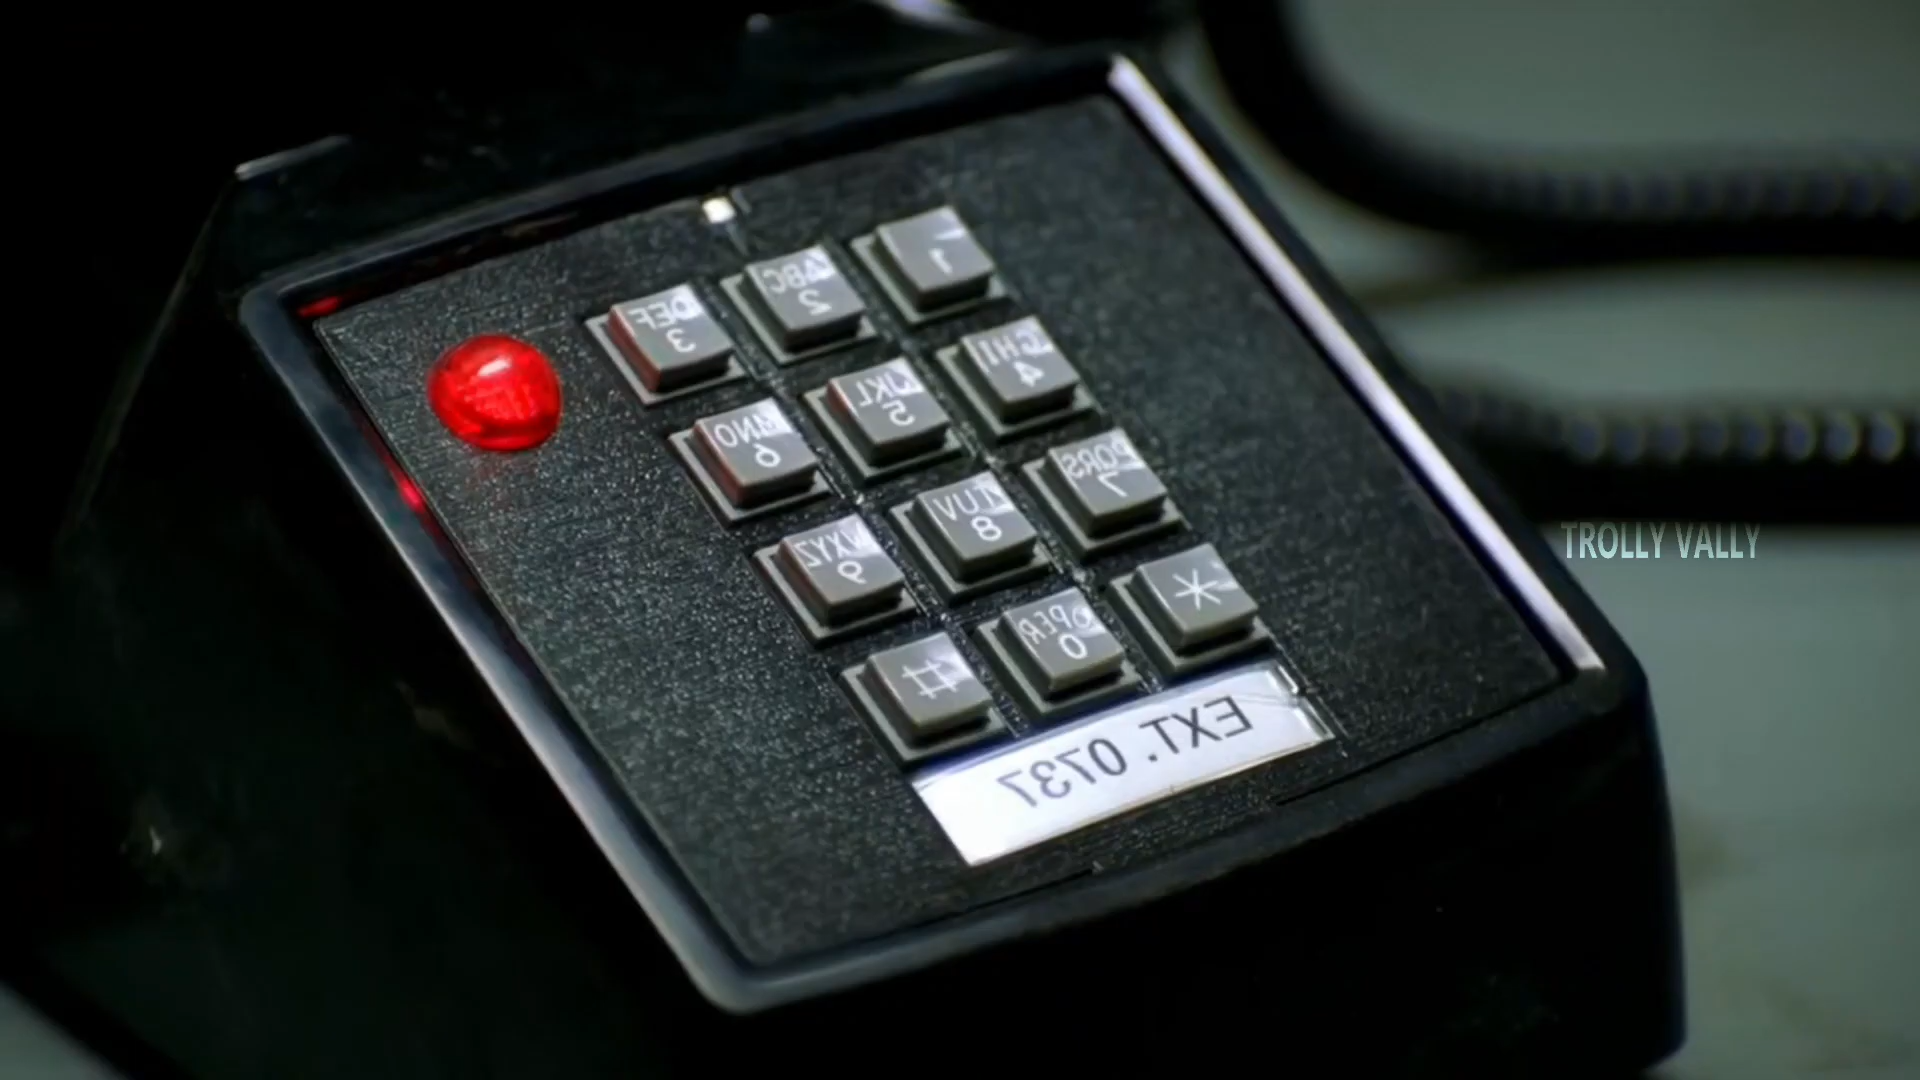 1
ABC
2
DEF
3
GHI
4
JKL
5
MNO
6
PQRS
7
TUV
8
WXYZ
9
*
OPER
0
#
EXT. 0737
TROLLY VALLY